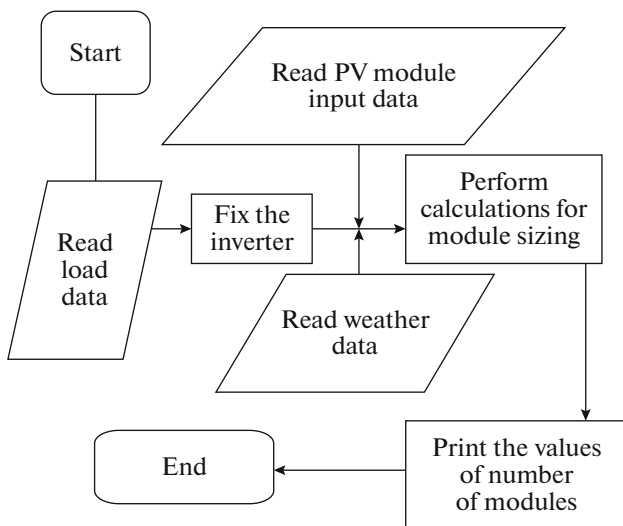 Start
Read PV module
input data
Read
load
data
Fix the
inverter
Perform
calculations for
module sizing
Read weather
data
End
Print the values
of number
of modules